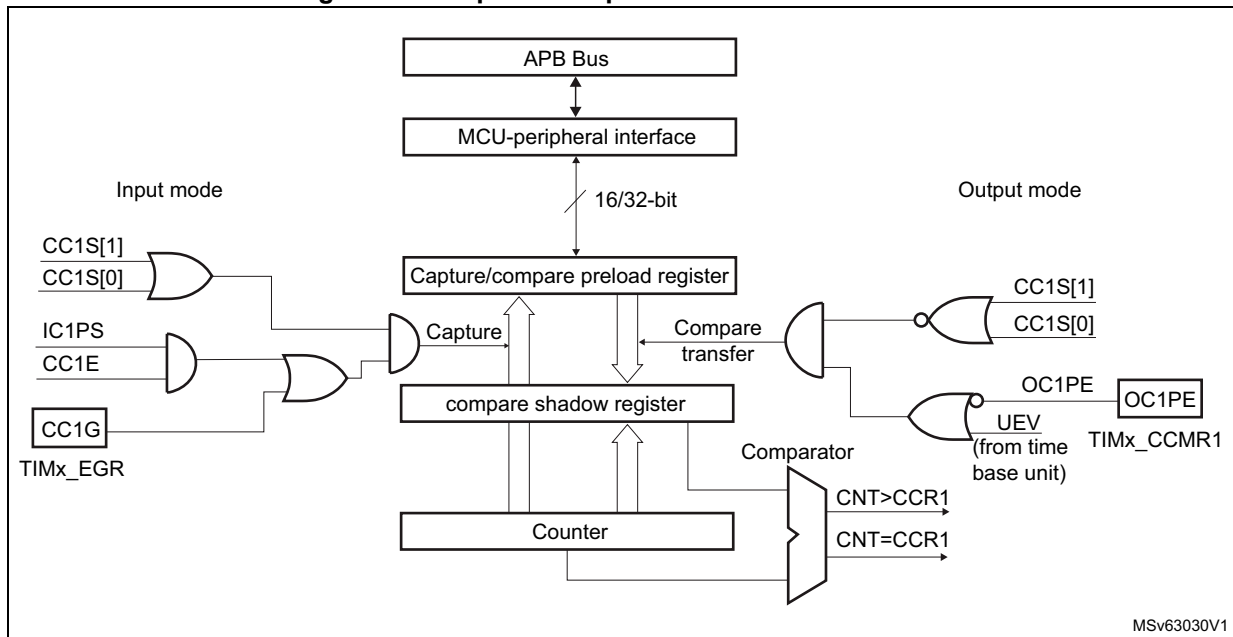 APB Bus
MCU-peripheral interface
Input mode
16/32-bit
Output mode
CC1S[1]
CC1S[0]
Capture/compare preload register
CC1S[1]
CC1S[0]
IC1PS
CC1E
Capture
Compare
transfer
CC1G
TIMx_EGR
compare shadow register
OC1PE
OC1PE
UEV
(from time
base unit)
TIMx_CCMR1
Comparator
CNT>CCR1
Counter
CNT=CCR1
MSv63030V1